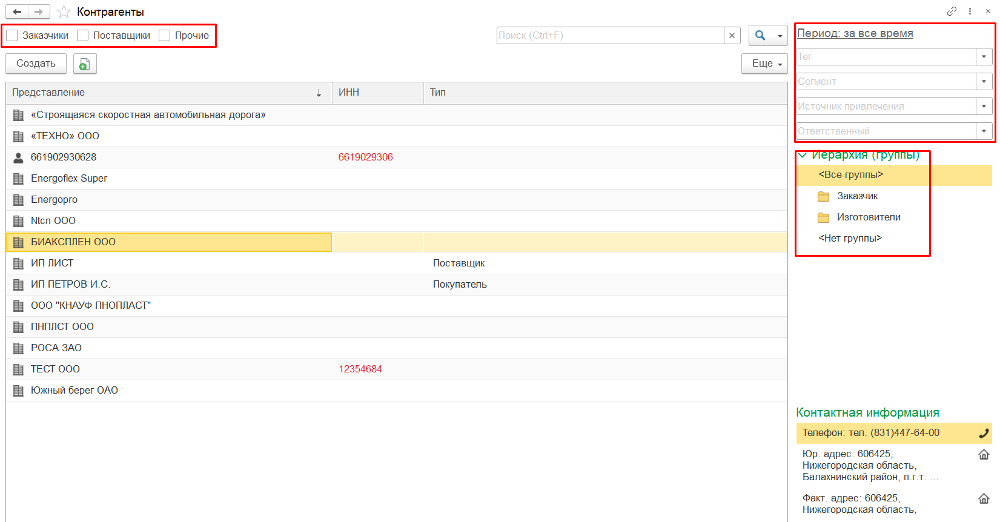 Контрагенты
Заказчики Поставщики Прочие
Поиск (Ctrl+F)
Создать
Еще
Представление ИНН Тип
«Строящаяся скоростная автомобильная дорога»
«ТЕХНО» ООО
661902930628 6619029306
Energoflex Super
Energopro
Ntcn ООО
БИАКСПЛЕН ООО
ИП ЛИСТ Поставщик
ИП ПЕТРОВ И.С. Покупатель
ООО "КНАУФ ПНОПЛАСТ"
ПНПЛСТ ООО
РОСА ЗАО
ТЕСТ ООО 12354684
Южный берег ОАО
Период: за все время
Тег
Сегмент
Источник привлечения
Ответственный
Иерархия (группы)
<Все группы>
Заказчик
Изготовители
<Нет группы>
Контактная информация
Телефон: тел. (831)447-64-00
Юр. адрес: 606425,
Нижегородская область,
Балахнинский район, п.г.т. ...
Факт. адрес: 606425,
Нижегородская область,